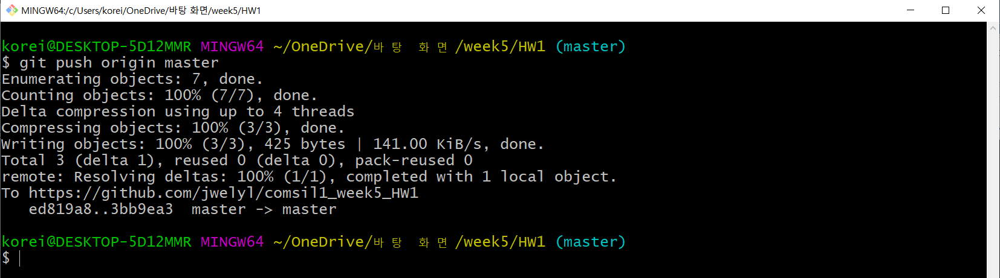 MINGW64:/c/Users/korei/OneDrive/바탕 화면/week5/HW1
korei@DESKTOP-5D12MMR MINGW64 ~/OneDrive/바탕 화면/week5/HW1 (master)
$ git push origin master
Enumerating objects: 7, done.
Counting objects: 100% (7/7), done.
Delta compression using up to 4 threads
Compressing objects: 100% (3/3), done.
Writing objects: 100% (3/3), 425 bytes | 141.00 KiB/s, done.
Total 3 (delta 1), reused 0 (delta 0), pack-reused 0
remote: Resolving deltas: 100% (1/1), completed with 1 local object.
To https://github.com/jwelyl/comsil1_week5_HW1
   ed819a8..3bb9ea3  master -> master
korei@DESKTOP-5D12MMR MINGW64 ~/OneDrive/바탕 화면/week5/HW1 (master)
$